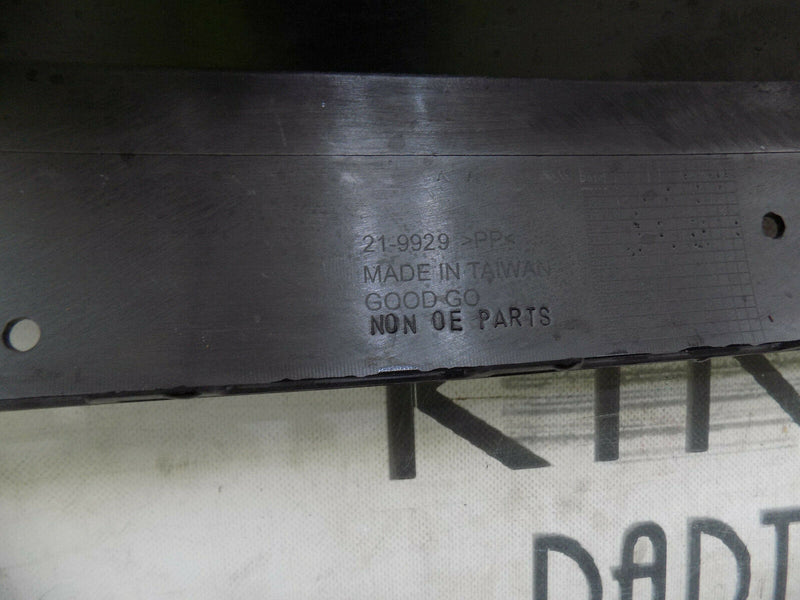 21-9929 >PP<
MADE IN TAIWAN
GOOD GO
NON OE PARTS